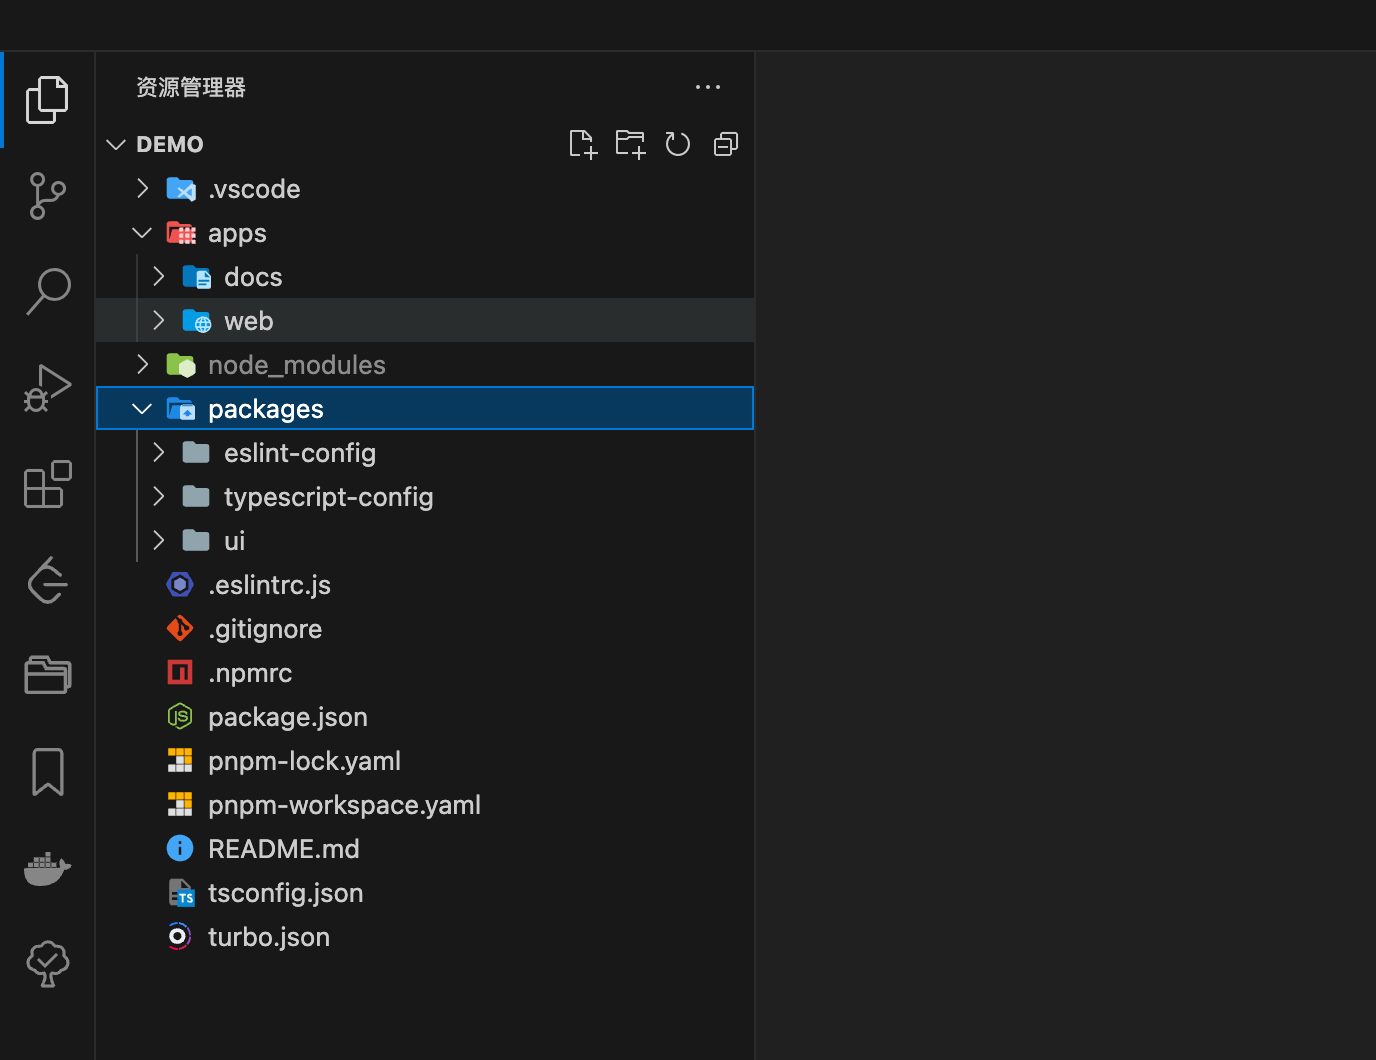 资源管理器
DEMO
.vscode
apps
docs
web
node_modules
packages
eslint-config
typescript-config
ui
.eslintrc.js
.gitignore
.npmrc
package.json
pnpm-lock.yaml
pnpm-workspace.yaml
README.md
tsconfig.json
turbo.json